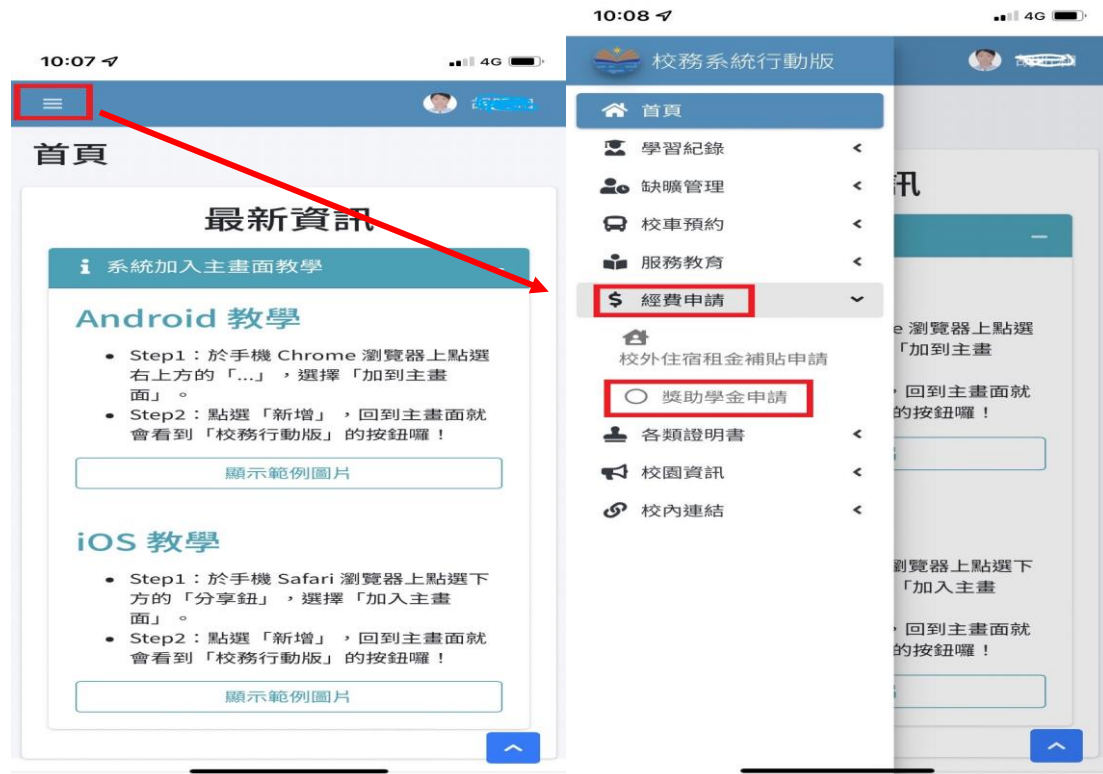 10:07
4G
首頁
最新資訊
系統加入主畫面教學
Android 教學
Step1：於手機 Chrome 瀏覽器上點選
右上方的「...」，選擇「加到主畫
面」。
Step2：點選「新增」，回到主畫面就
會看到「校務行動版」的按鈕囉！
顯示範例圖片
iOS 教學
Step1：於手機 Safari 瀏覽器上點選下
方的「分享鈕」，選擇「加入主畫
面」。
Step2：點選「新增」，回到主畫面就
會看到「校務行動版」的按鈕囉！
顯示範例圖片
10:08
4G
校務系統行動版
首頁
學習紀錄
缺曠管理
校車預約
服務教育
$ 經費申請
校外住宿租金補貼申請
獎助學金申請
各類證明書
校園資訊
校內連結
訊
e 瀏覽器上點選
「加到主畫
，回到主畫面就
的按鈕囉！
瀏覽器上點選下
「加入主畫
，回到主畫面就
的按鈕囉！